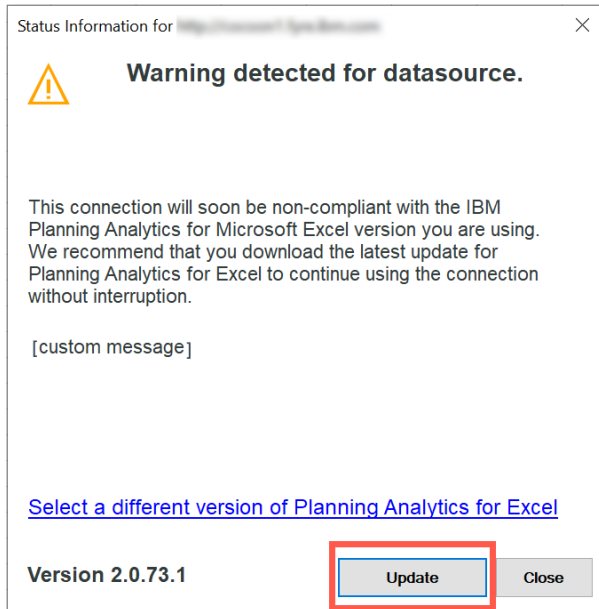 Status Information for
Warning detected for datasource.
This connection will soon be non-compliant with the IBM
Planning Analytics for Microsoft Excel version you are using.
We recommend that you download the latest update for
Planning Analytics for Excel to continue using the connection
without interruption.
[custom message]
Select a different version of Planning Analytics for Excel
Version 2.0.73.1
Update
Close